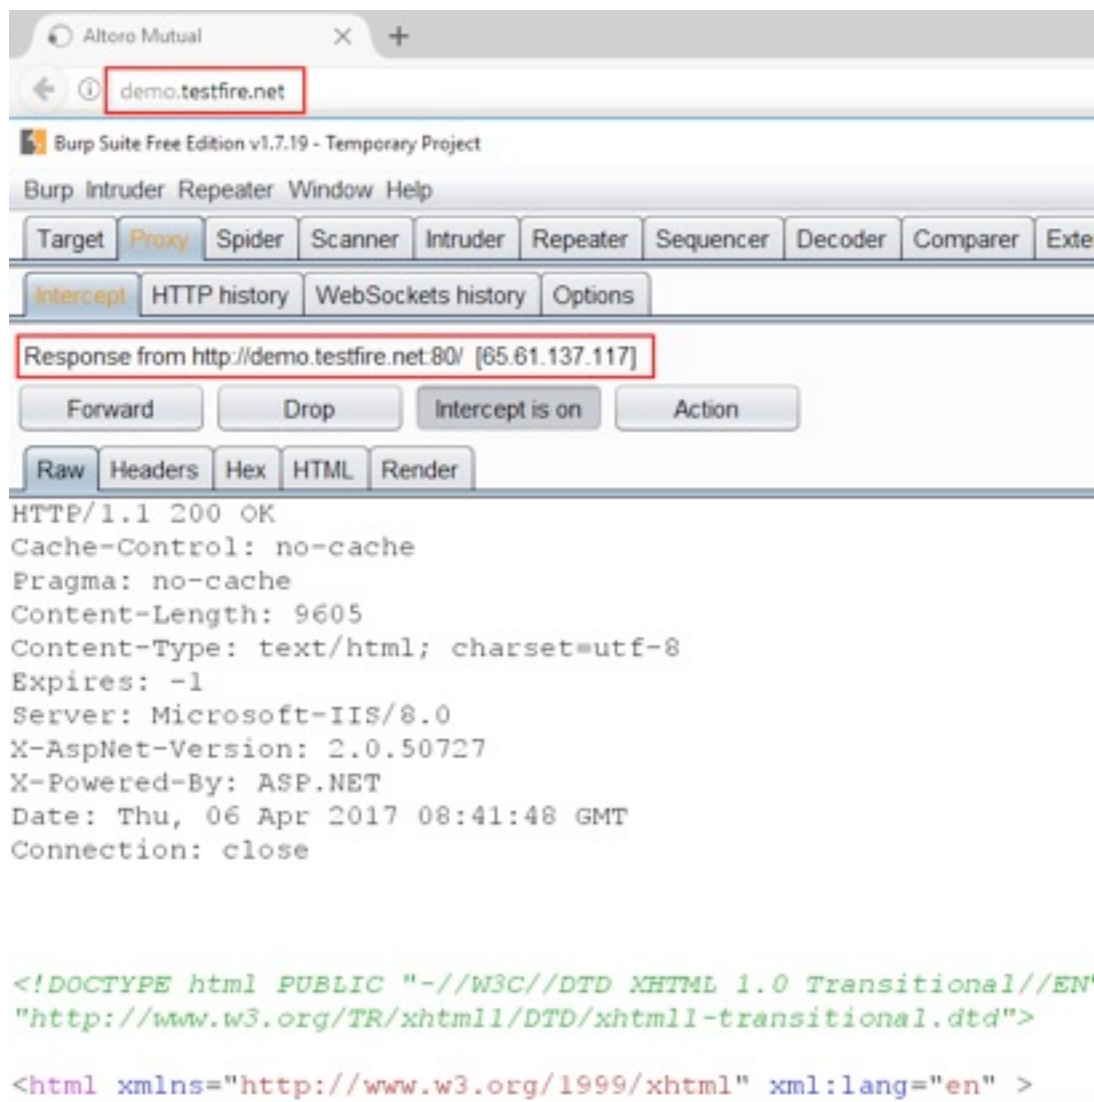 Altoro Mutual
demo.testfire.net
Burp Suite Free Edition v1.7.19 - Temporary Project
Burp Intruder Repeater Window Help
Target Proxy Spider Scanner Intruder Repeater Sequencer Decoder Comparer Exte
Intercept HTTP history WebSockets history Options
Response from http://demo.testfire.net:80/ [65.61.137.117]
Forward Drop Intercept is on Action
Raw Headers Hex HTML Render
HTTP/1.1 200 OK
Cache-Control: no-cache
Pragma: no-cache
Content-Length: 9605
Content-Type: text/html; charset=utf-8
Expires: -1
Server: Microsoft-IIS/8.0
X-AspNet-Version: 2.0.50727
X-Powered-By: ASP.NET
Date: Thu, 06 Apr 2017 08:41:48 GMT
Connection: close
<!DOCTYPE html PUBLIC "-//W3C//DTD XHTML 1.0 Transitional//EN"
"http://www.w3.org/TR/xhtml1/DTD/xhtml1-transitional.dtd">
<html xmlns="http://www.w3.org/1999/xhtml" xml:lang="en" >